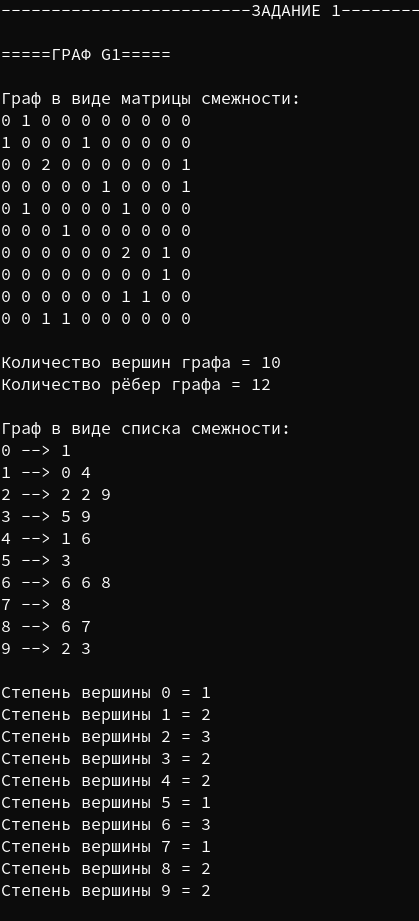 -------------------------ЗАДАНИЕ 1--------
=====ГРАФ G1=====
Граф в виде матрицы смежности:
0 1 0 0 0 0 0 0 0 0
1 0 0 0 1 0 0 0 0 0
0 0 2 0 0 0 0 0 0 1
0 0 0 0 0 1 0 0 0 1
0 1 0 0 0 0 1 0 0 0
0 0 0 1 0 0 0 0 0 0
0 0 0 0 0 0 2 0 1 0
0 0 0 0 0 0 0 0 1 0
0 0 0 0 0 0 1 1 0 0
0 0 1 1 0 0 0 0 0 0
Количество вершин графа = 10
Количество рёбер графа = 12
Граф в виде списка смежности:
0 --> 1
1 --> 0 4
2 --> 2 2 9
3 --> 5 9
4 --> 1 6
5 --> 3
6 --> 6 6 8
7 --> 8
8 --> 6 7
9 --> 2 3
Степень вершины 0 = 1
Степень вершины 1 = 2
Степень вершины 2 = 3
Степень вершины 3 = 2
Степень вершины 4 = 2
Степень вершины 5 = 1
Степень вершины 6 = 3
Степень вершины 7 = 1
Степень вершины 8 = 2
Степень вершины 9 = 2